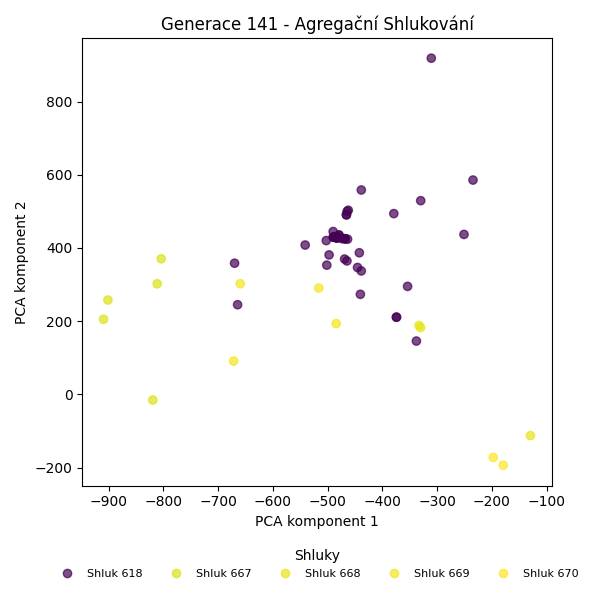 Generace 141 - Agregační Shlukování
PCA komponent 2
800
600
400
200
0
−200
−900
−800
−700
−600
−500
−400
−300
−200
−100
PCA komponent 1
Shluky
Shluk 618
Shluk 667
Shluk 668
Shluk 669
Shluk 670